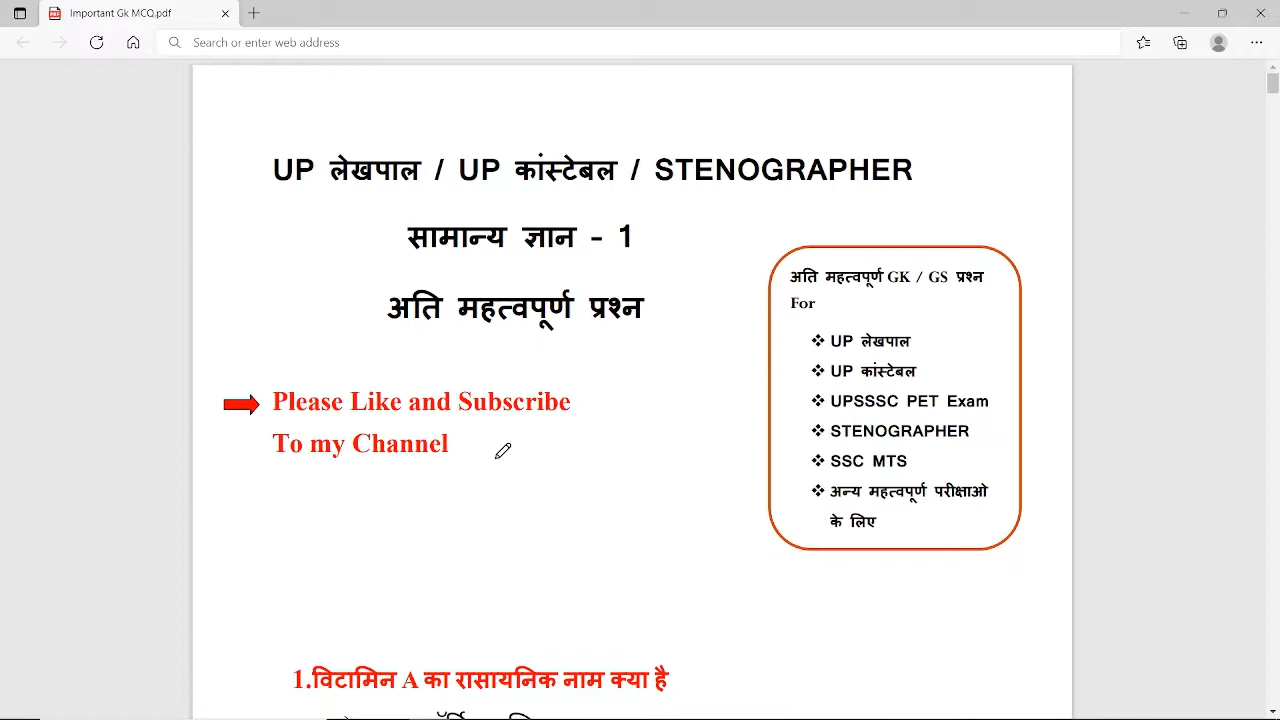 Important Gk MCQ.pdf
Search or enter web address
UP लेखपाल / UP कांस्टेबल / STENOGRAPHER
सामान्य ज्ञान - 1
अति महत्वपूर्ण प्रश्न
Please Like and Subscribe
To my Channel
अति महत्वपूर्ण GK / GS प्रश्न
For
❖ UP लेखपाल
❖ UP कांस्टेबल
❖ UPSSSC PET Exam
❖ STENOGRAPHER
❖ SSC MTS
❖ अन्य महत्वपूर्ण परीक्षाओ
के लिए
1.विटामिन A का रासायनिक नाम क्या है